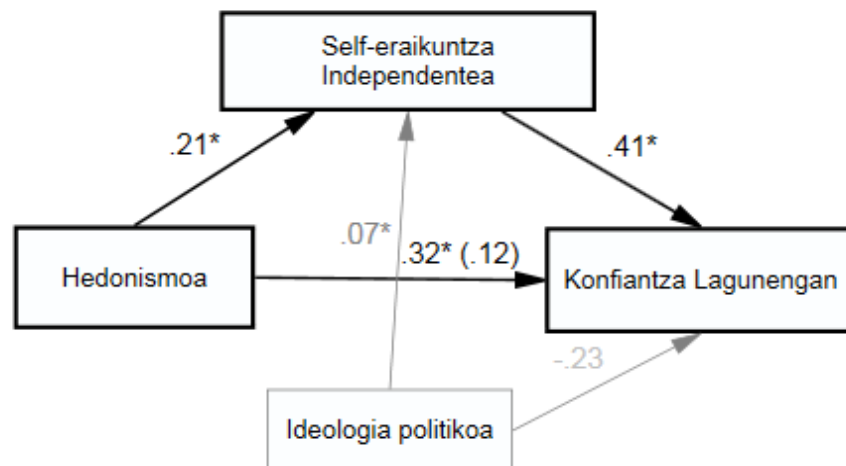 Self-eraikuntza
Independentea
.21*
.41*
.07*
.32* (.12)
Hedonismoa
Konfiantza Lagunengan
-.23
Ideologia politikoa